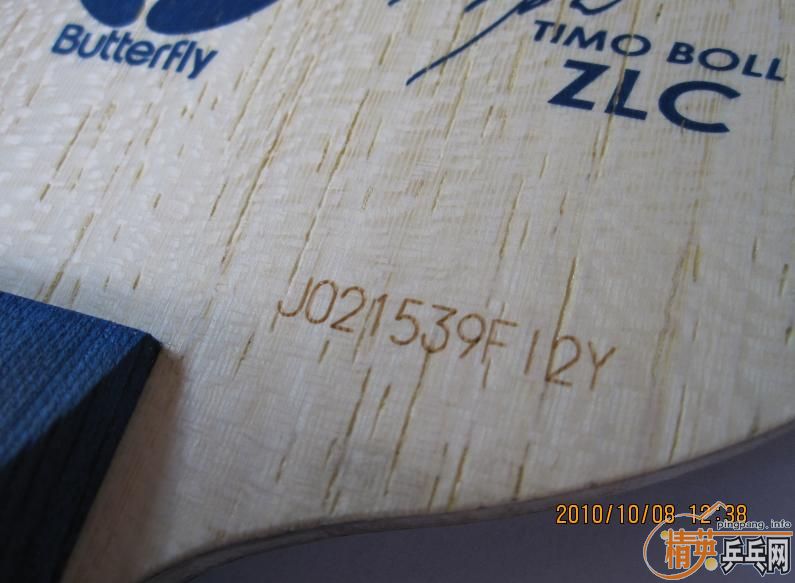 Butterfly
TIMO BOLL
ZLC
J021539F12Y
2010/10/08 12:38
pingpang.info
精英乒乓网